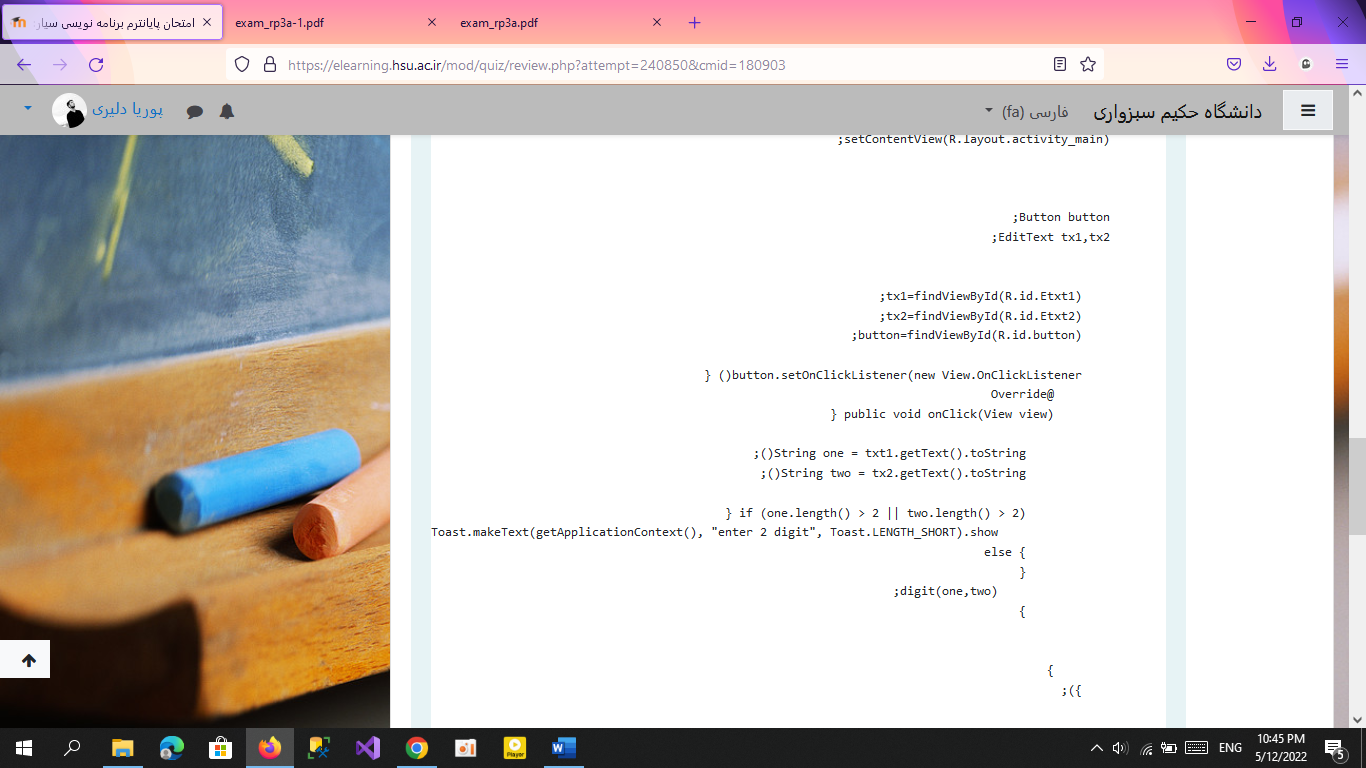 امتحان پایانترم برنامه نویسی سیار:
exam_rp3a-1.pdf
exam_rp3a.pdf
https://elearning.hsu.ac.ir/mod/quiz/review.php?attempt=240850&cmid=180903
دانشگاه حکیم سبزواری
فارسی ‎(fa)‎
پوریا دلیری
;setContentView(R.layout.activity_main)
;Button button
;EditText tx1,tx2
;tx1=findViewById(R.id.Etxt1)
;tx2=findViewById(R.id.Etxt2)
;button=findViewById(R.id.button)
} ()button.setOnClickListener(new View.OnClickListener
Override@
} public void onClick(View view)
;()String one = txt1.getText().toString
;()String two = tx2.getText().toString
} if (one.length() > 2 || two.length() > 2)
Toast.makeText(getApplicationContext(), "enter 2 digit", Toast.LENGTH_SHORT).show
else {
}
;digit(one,two)
{
{
;({
Player
ENG
10:45 PM
5/12/2022
5